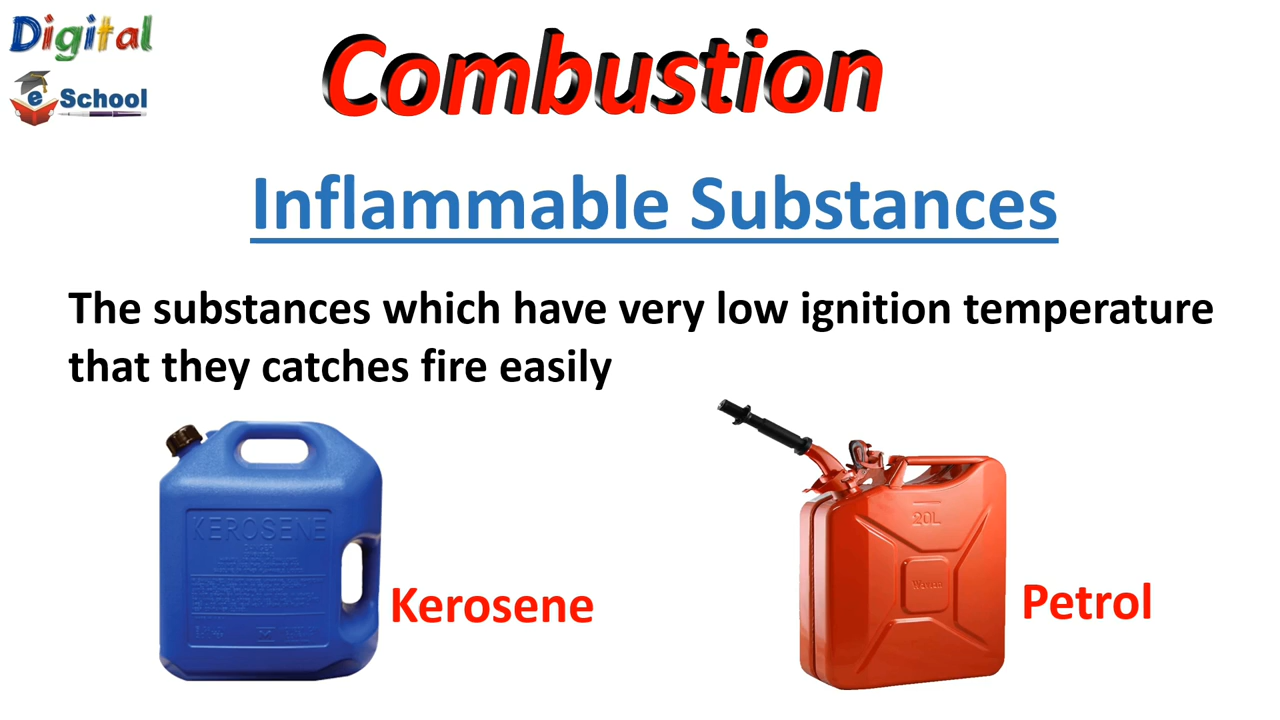 Digital
e School
Combustion
Inflammable Substances
The substances which have very low ignition temperature
that they catches fire easily
KEROSENE
20L
Kerosene
Petrol